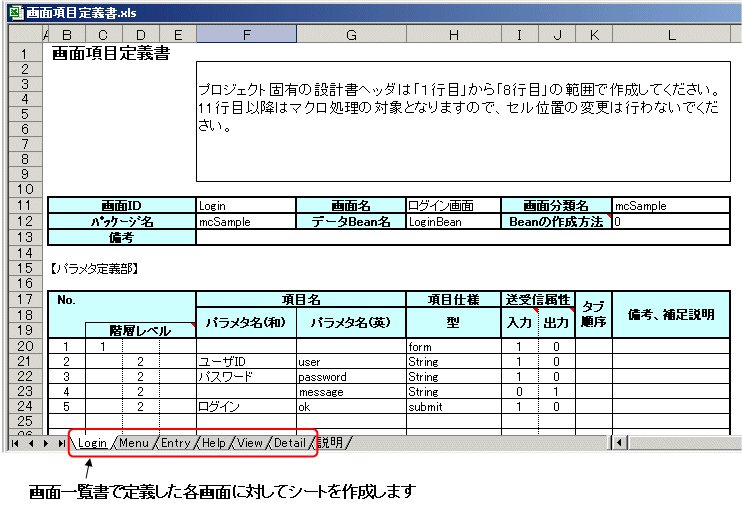 画面項目定義書.xls
A B C D E F G H I J K L
1 画面項目定義書
2
3 プロジェクト固有の設計書ヘッダは「1行目」から「8行目」の範囲で作成してください。
4 11行目以降はマクロ処理の対象となりますので、セル位置の変更は行わないでくだ
5 さい。
6
7
8
9
10
11 画面ID Login 画面名 ログイン画面 画面分類名 mcSample
12 パッケージ名 mcSample データBean名 LoginBean Beanの作成方法 0
13 備考
14
15 【パラメタ定義部】
16
17 No. 項目名 項目仕様 送受信属性 タブ順序 備考、補足説明
18 パラメタ名(和) パラメタ名(英) 型 入力 出力
19 階層レベル
20 1 1 form 1 0
21 2 2 ユーザID user String 1 0
22 3 2 パスワード password String 1 0
23 4 2 message String 0 1
24 5 2 ログイン ok submit 1 0
25
26
Login Menu Entry Help View Detail 説明
画面一覧書で定義した各画面に対してシートを作成します